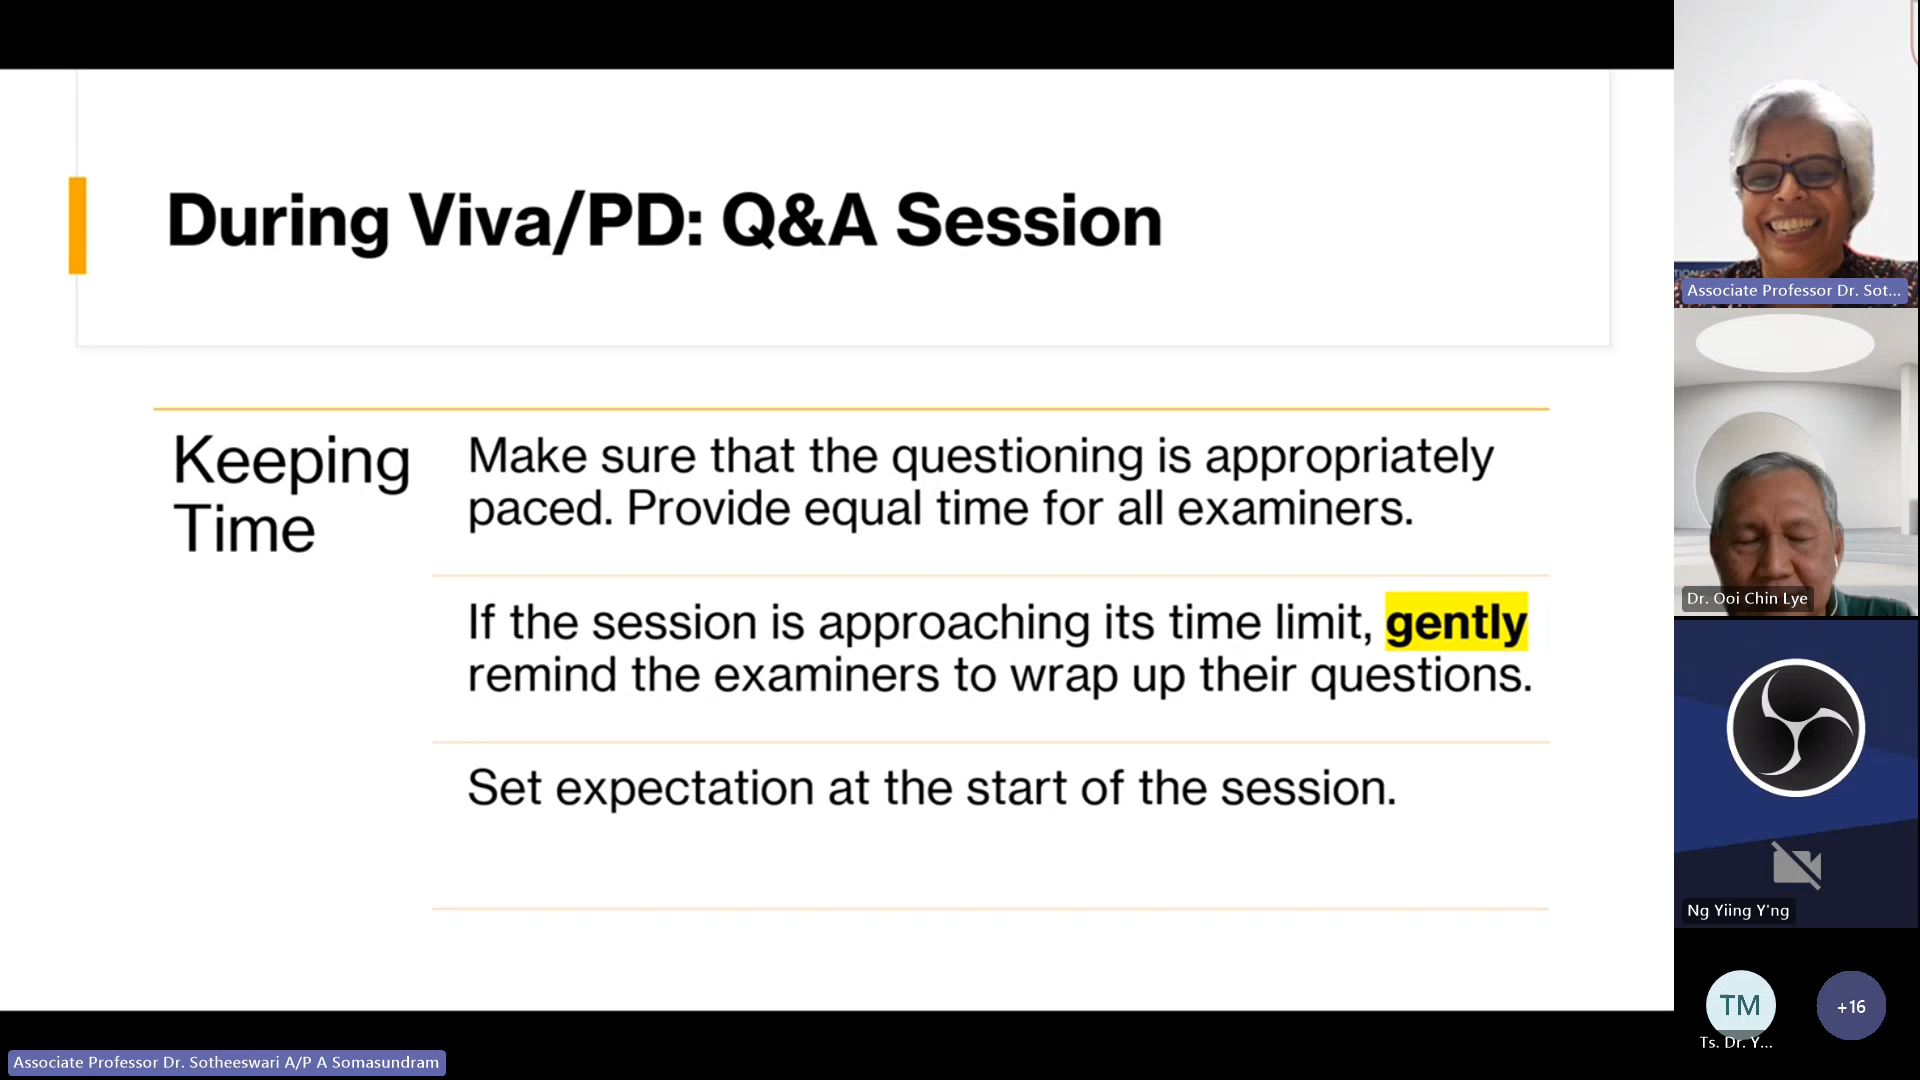 During Viva/PD: Q&A Session
Keeping
Time
Make sure that the questioning is appropriately
paced. Provide equal time for all examiners.
If the session is approaching its time limit, gently
remind the examiners to wrap up their questions.
Set expectation at the start of the session.
TION
Associate Professor Dr. Sot...
Dr. Ooi Chin Lye
Ng Yiing Y'ng
TM
+16
Ts. Dr. Y...
Associate Professor Dr. Sotheeswari A/P A Somasundram